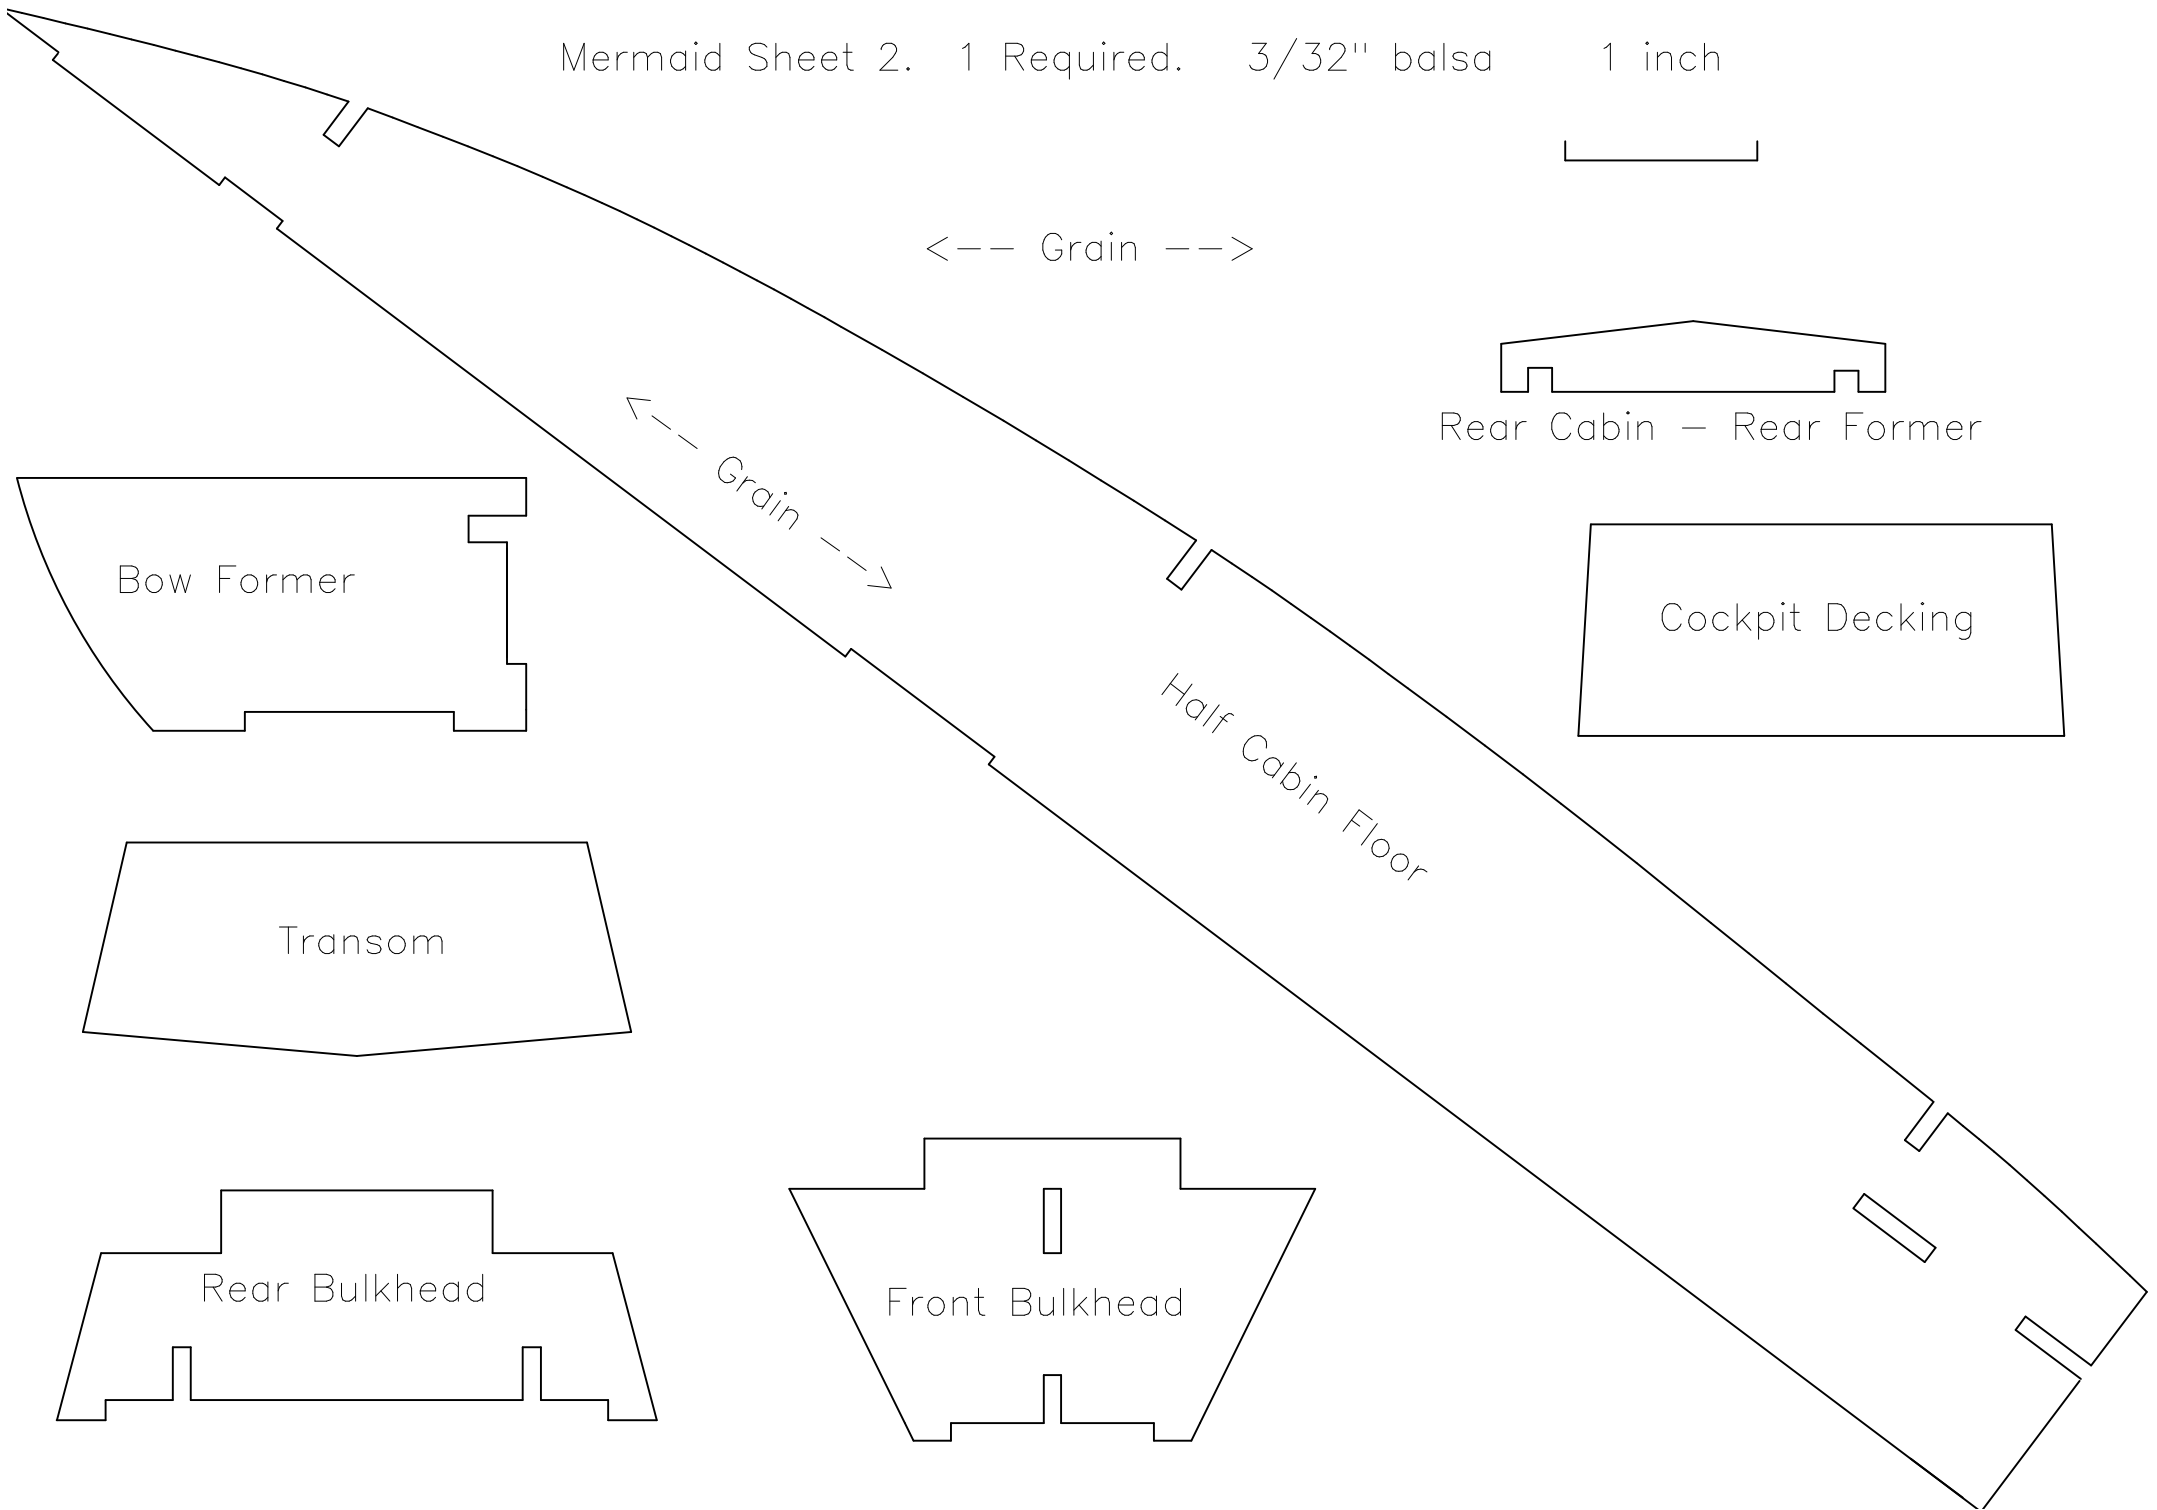 Mermaid Sheet 2.  1 Required.  3/32" balsa    1 inch
<-- Grain -->
Rear Cabin - Rear Former
<-- Grain -->
Bow Former
Cockpit Decking
Half Cabin Floor
Transom
Rear Bulkhead
Front Bulkhead